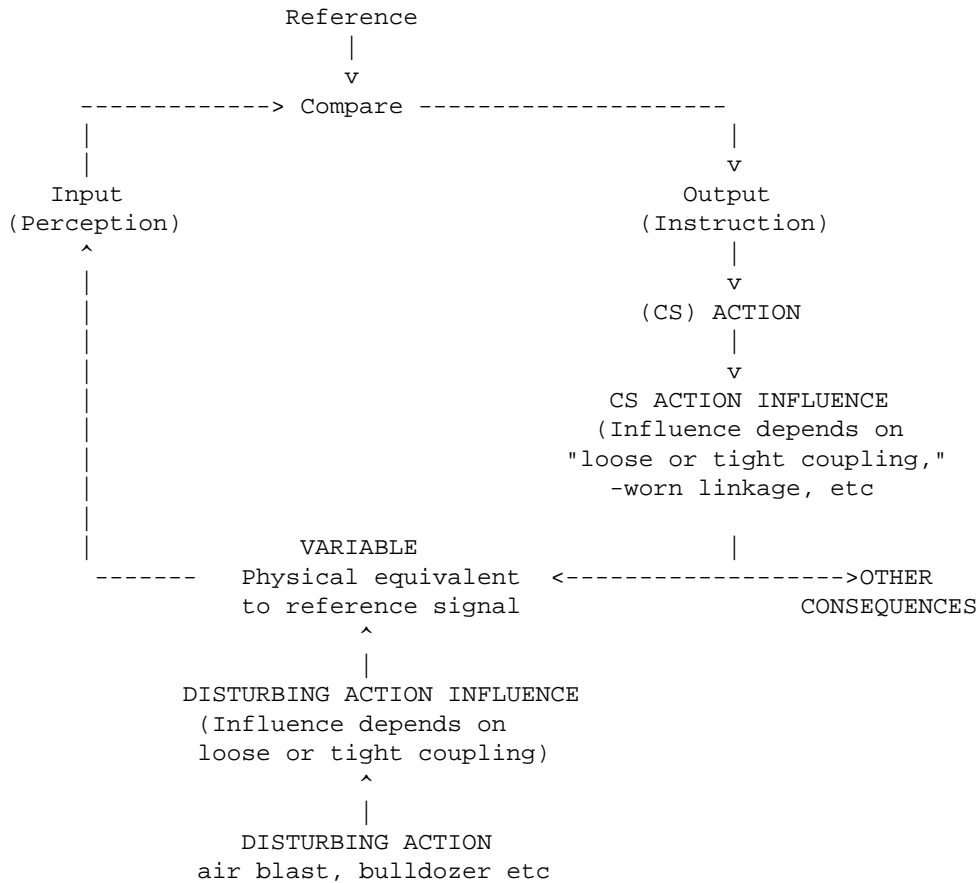 Reference
Compare
Input
(Perception)
Output
(Instruction)
(CS) ACTION
CS ACTION INFLUENCE
(Influence depends on
"loose or tight coupling,"
-worn linkage, etc
VARIABLE
Physical equivalent
to reference signal
OTHER
CONSEQUENCES
DISTURBING ACTION INFLUENCE
(Influence depends on
loose or tight coupling)
DISTURBING ACTION
air blast, bulldozer etc